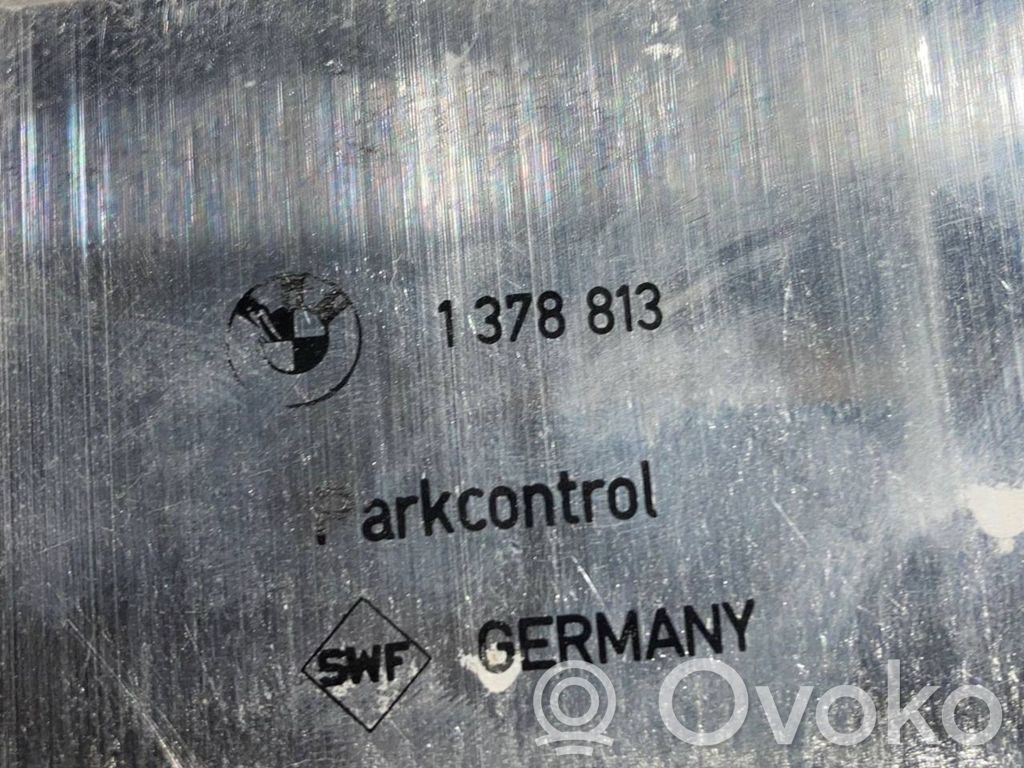 1 378 813
Parkcontrol
SWF GERMANY
Ovoko